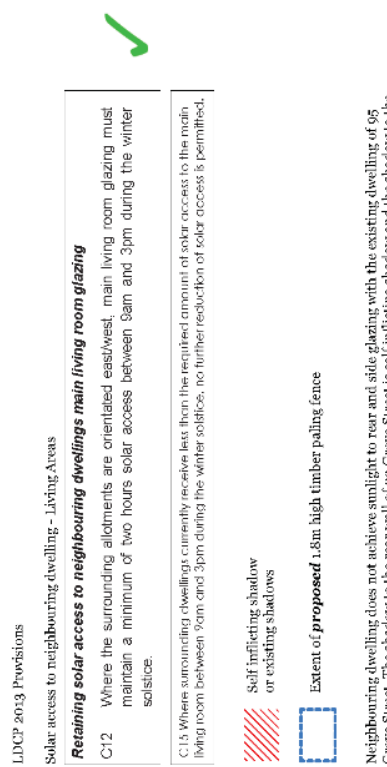 LDCP 2013 Provisions
Solar access to neighbouring dwelling - Living Areas
Retaining solar access to neighbouring dwellings main living room glazing
C12 Where the surrounding allotments are orientated east/west, main living room glazing must
maintain a minimum of two hours solar access between 9am and 3pm during the winter
solstice.
C15 Where surrounding dwellings currently receive less than the required amount of solar access to the main
living room between 9am and 3pm during the winter solstice, no further reduction of solar access is permitted.
Self inflicting shadow
or existing shadows
Extent of proposed 1.8m high timber paling fence
Neighbouring dwelling does not achieve sunlight to rear and side glazing with the existing dwelling of 95